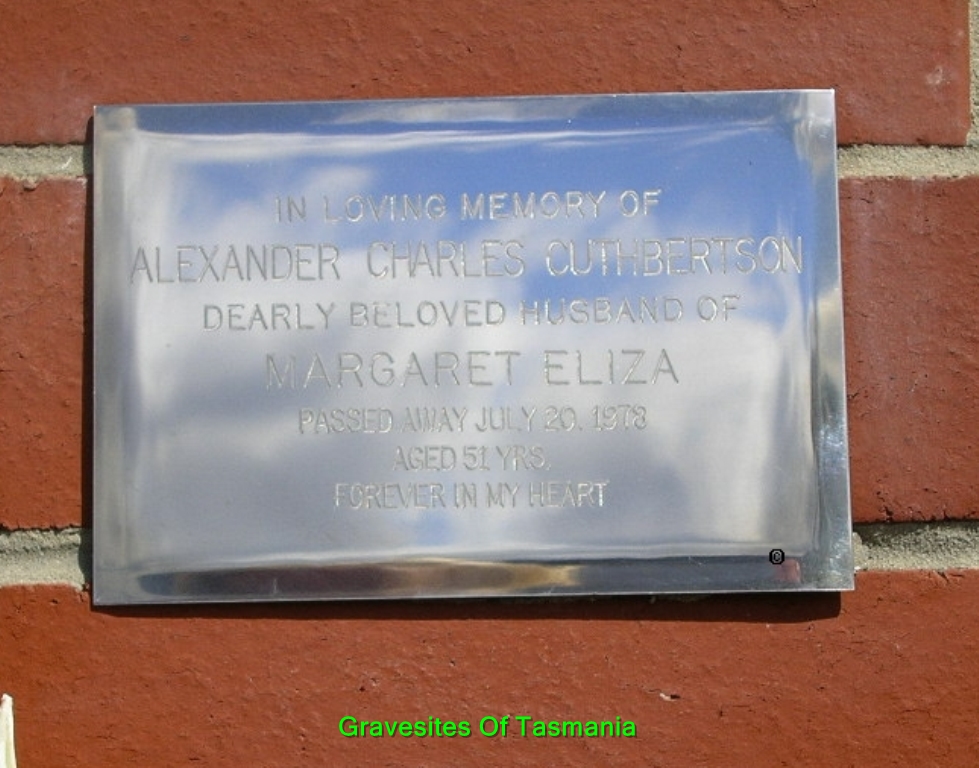 IN LOVING MEMORY OF
ALEXANDER CHARLES CUTHBERTSON
DEARLY BELOVED HUSBAND OF
MARGARET ELIZA
PASSED AWAY JULY 20. 1978
AGED 51 YRS.
FOREVER IN MY HEART
©
Gravesites Of Tasmania